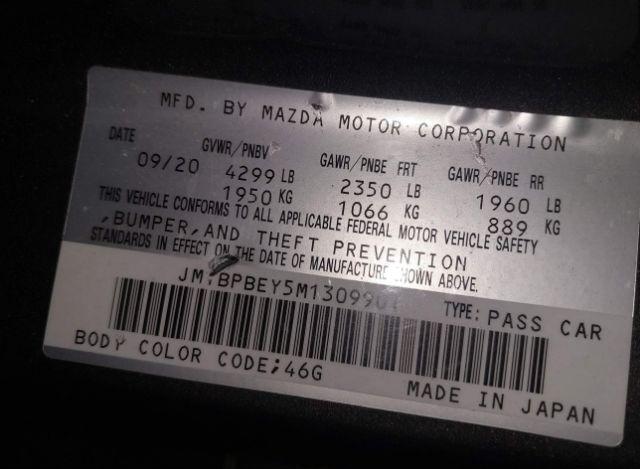 MFD. BY MAZDA MOTOR CORPORATION
DATE GVWR/PNBV GAWR/PNBE FRT GAWR/PNBE RR
09/20 4299 LB 2350 LB 1960 LB
1950 KG 1066 KG 889 KG
THIS VEHICLE CONFORMS TO ALL APPLICABLE FEDERAL MOTOR VEHICLE SAFETY
,BUMPER,AND THEFT PREVENTION
STANDARDS IN EFFECT ON THE DATE OF MANUFACTURE SHOWN ABOVE.
TYPE: PASS CAR
BODY COLOR CODE;46G
MADE IN JAPAN